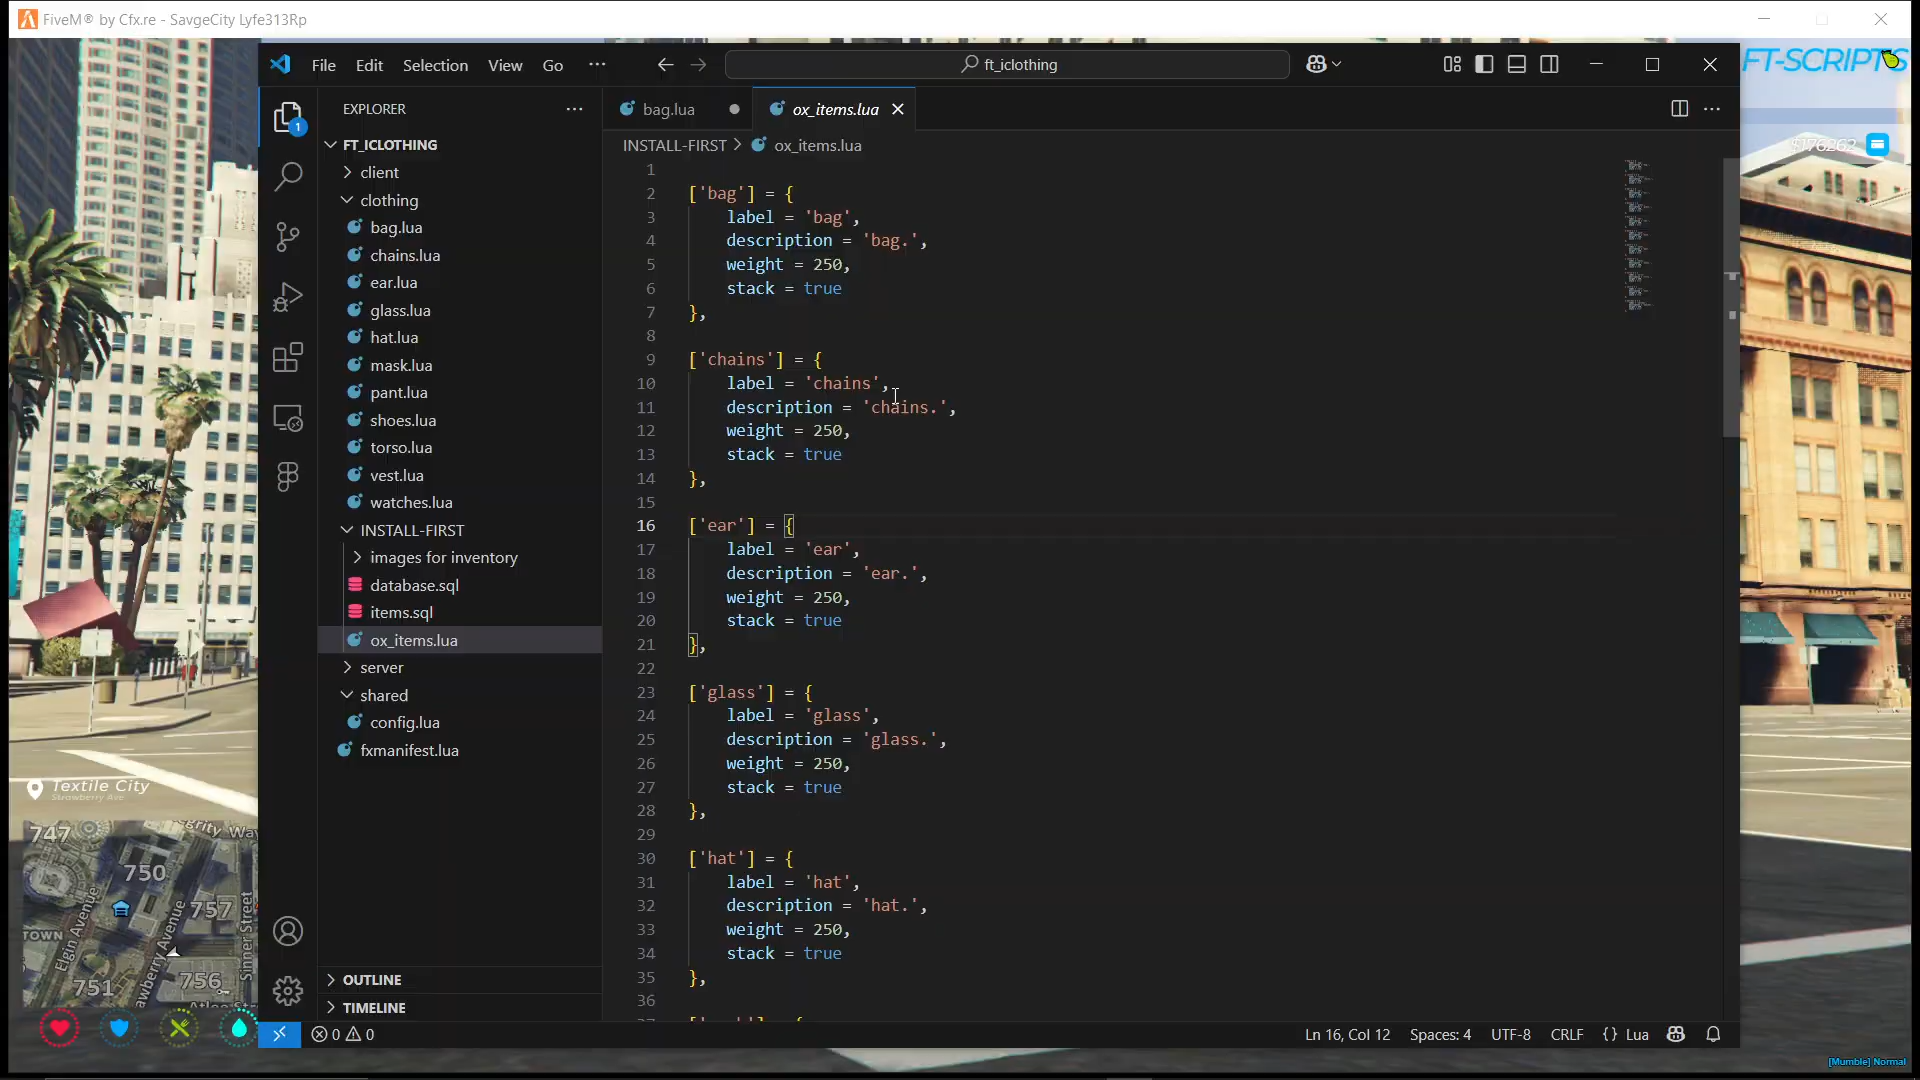 FiveM® by Cfx.re - SavgeCity Lyfe313Rp
File Edit Selection View Go ···
ft_iclothing
FT-SCRIPTS
$176262
EXPLORER
FT_ICLOTHING
client
clothing
bag.lua
chains.lua
ear.lua
glass.lua
hat.lua
mask.lua
pant.lua
shoes.lua
torso.lua
vest.lua
watches.lua
INSTALL-FIRST
images for inventory
database.sql
items.sql
ox_items.lua
server
shared
config.lua
fxmanifest.lua
OUTLINE
TIMELINE
1
bag.lua
ox_items.lua
INSTALL-FIRST > ox_items.lua
1
2 ['bag'] = {
3 label = 'bag',
4 description = 'bag.',
5 weight = 250,
6 stack = true
7 },
8
9 ['chains'] = {
10 label = 'chains',
11 description = 'chains.',
12 weight = 250,
13 stack = true
14 },
15
16 ['ear'] = {
17 label = 'ear',
18 description = 'ear.',
19 weight = 250,
20 stack = true
21 },
22
23 ['glass'] = {
24 label = 'glass',
25 description = 'glass.',
26 weight = 250,
27 stack = true
28 },
29
30 ['hat'] = {
31 label = 'hat',
32 description = 'hat.',
33 weight = 250,
34 stack = true
35 },
36
Textile City
Strawberry Ave
747
750
757
TOWN
Elgin Avenue
Sinner Street
751
756
0 0
Ln 16, Col 12 Spaces: 4 UTF-8 CRLF {} Lua
[Mumble] Normal